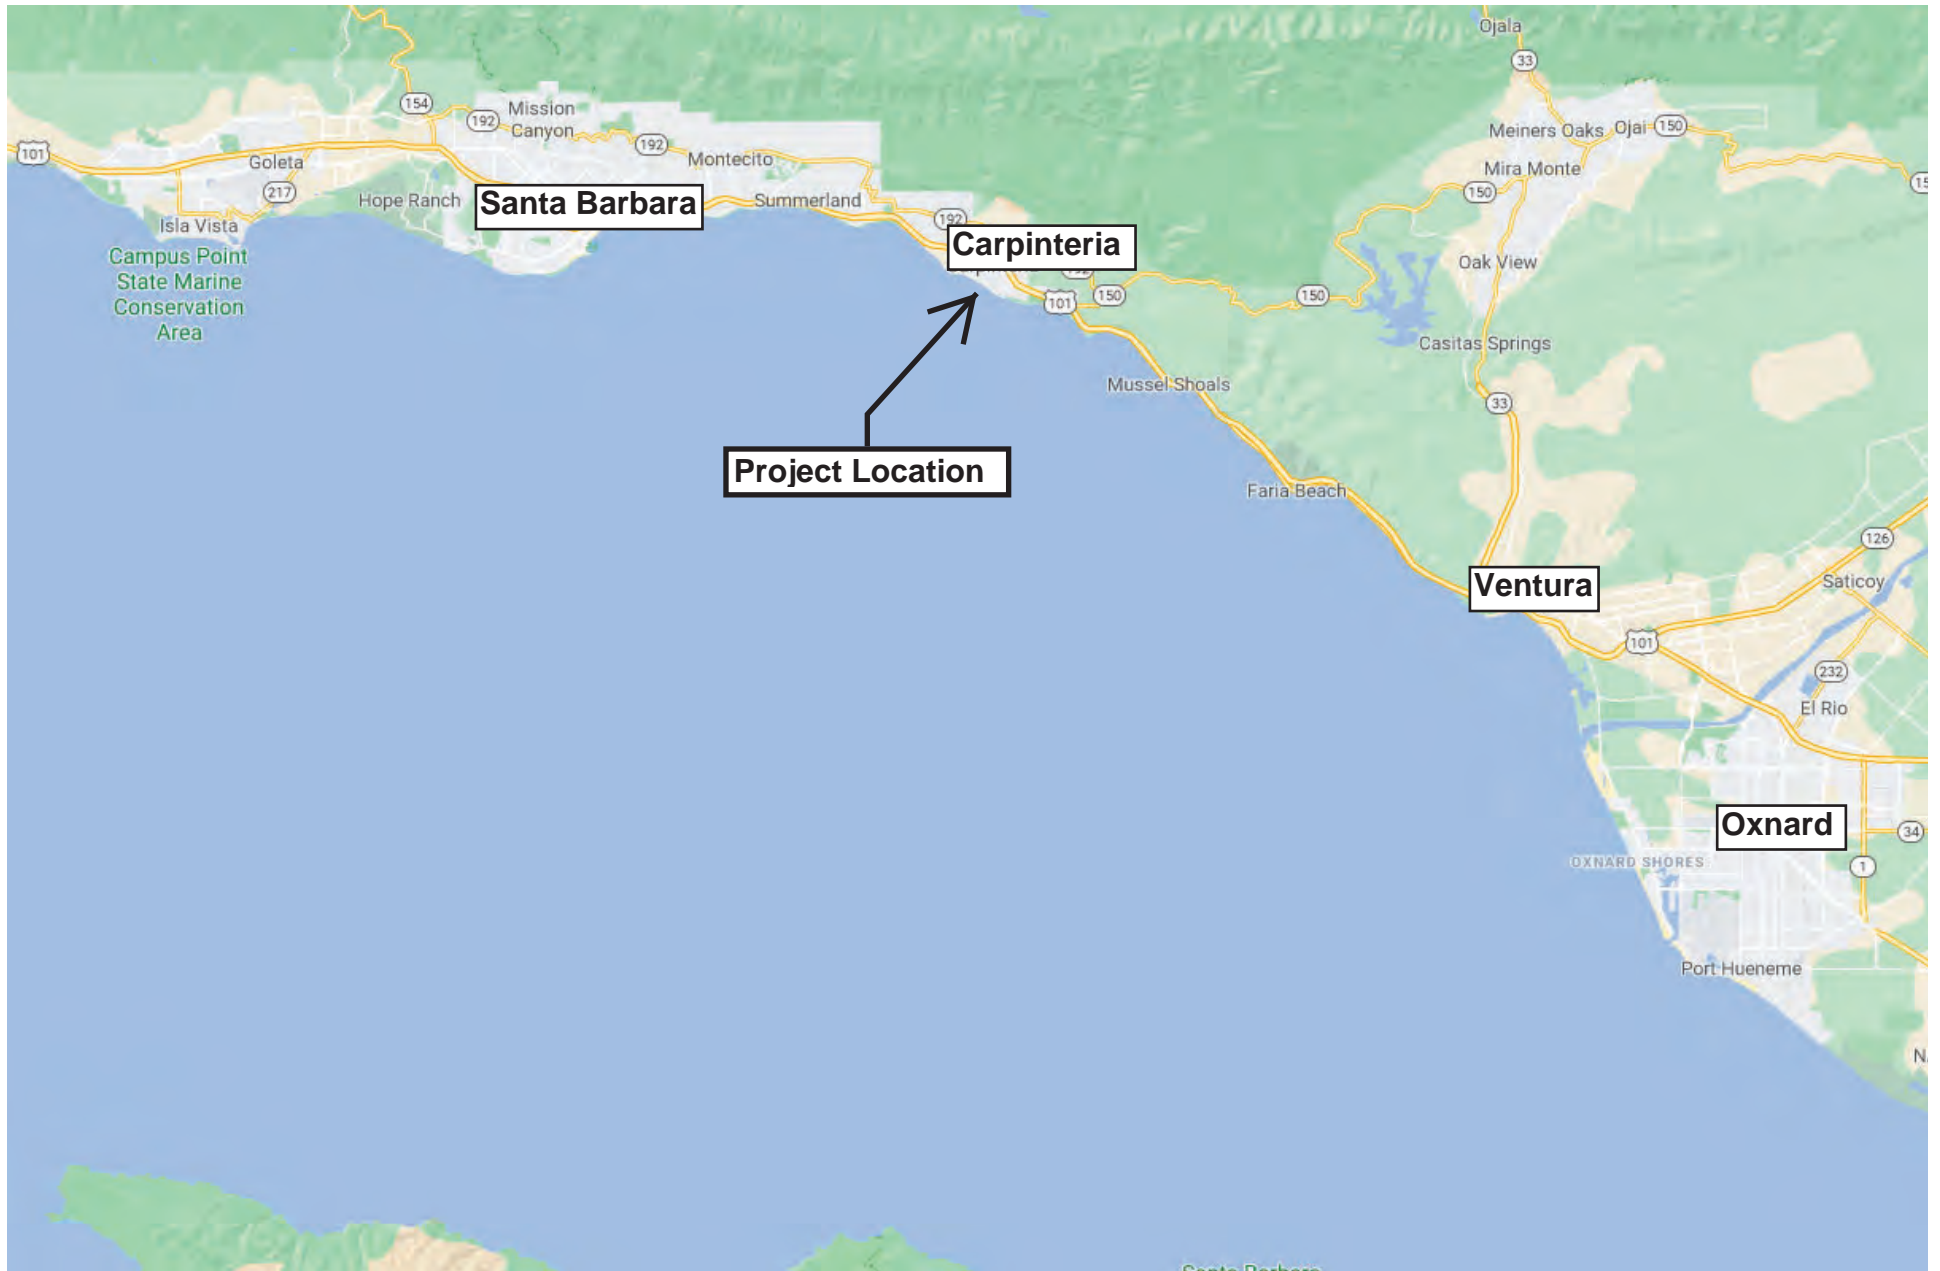 Ojala
33
154
Mission
Canyon
192
192
Meiners Oaks
Ojai
150
101
Goleta
Montecito
Mira Monte
217
Hope Ranch
Santa Barbara
Summerland
150
Isla Vista
192
Carpinteria
Campus Point
State Marine
Conservation
Area
Oak View
101
150
150
Casitas Springs
Mussel Shoals
33
Project Location
Faria Beach
126
Ventura
Saticoy
101
232
El Rio
Oxnard
34
OXNARD SHORES
1
Port Hueneme